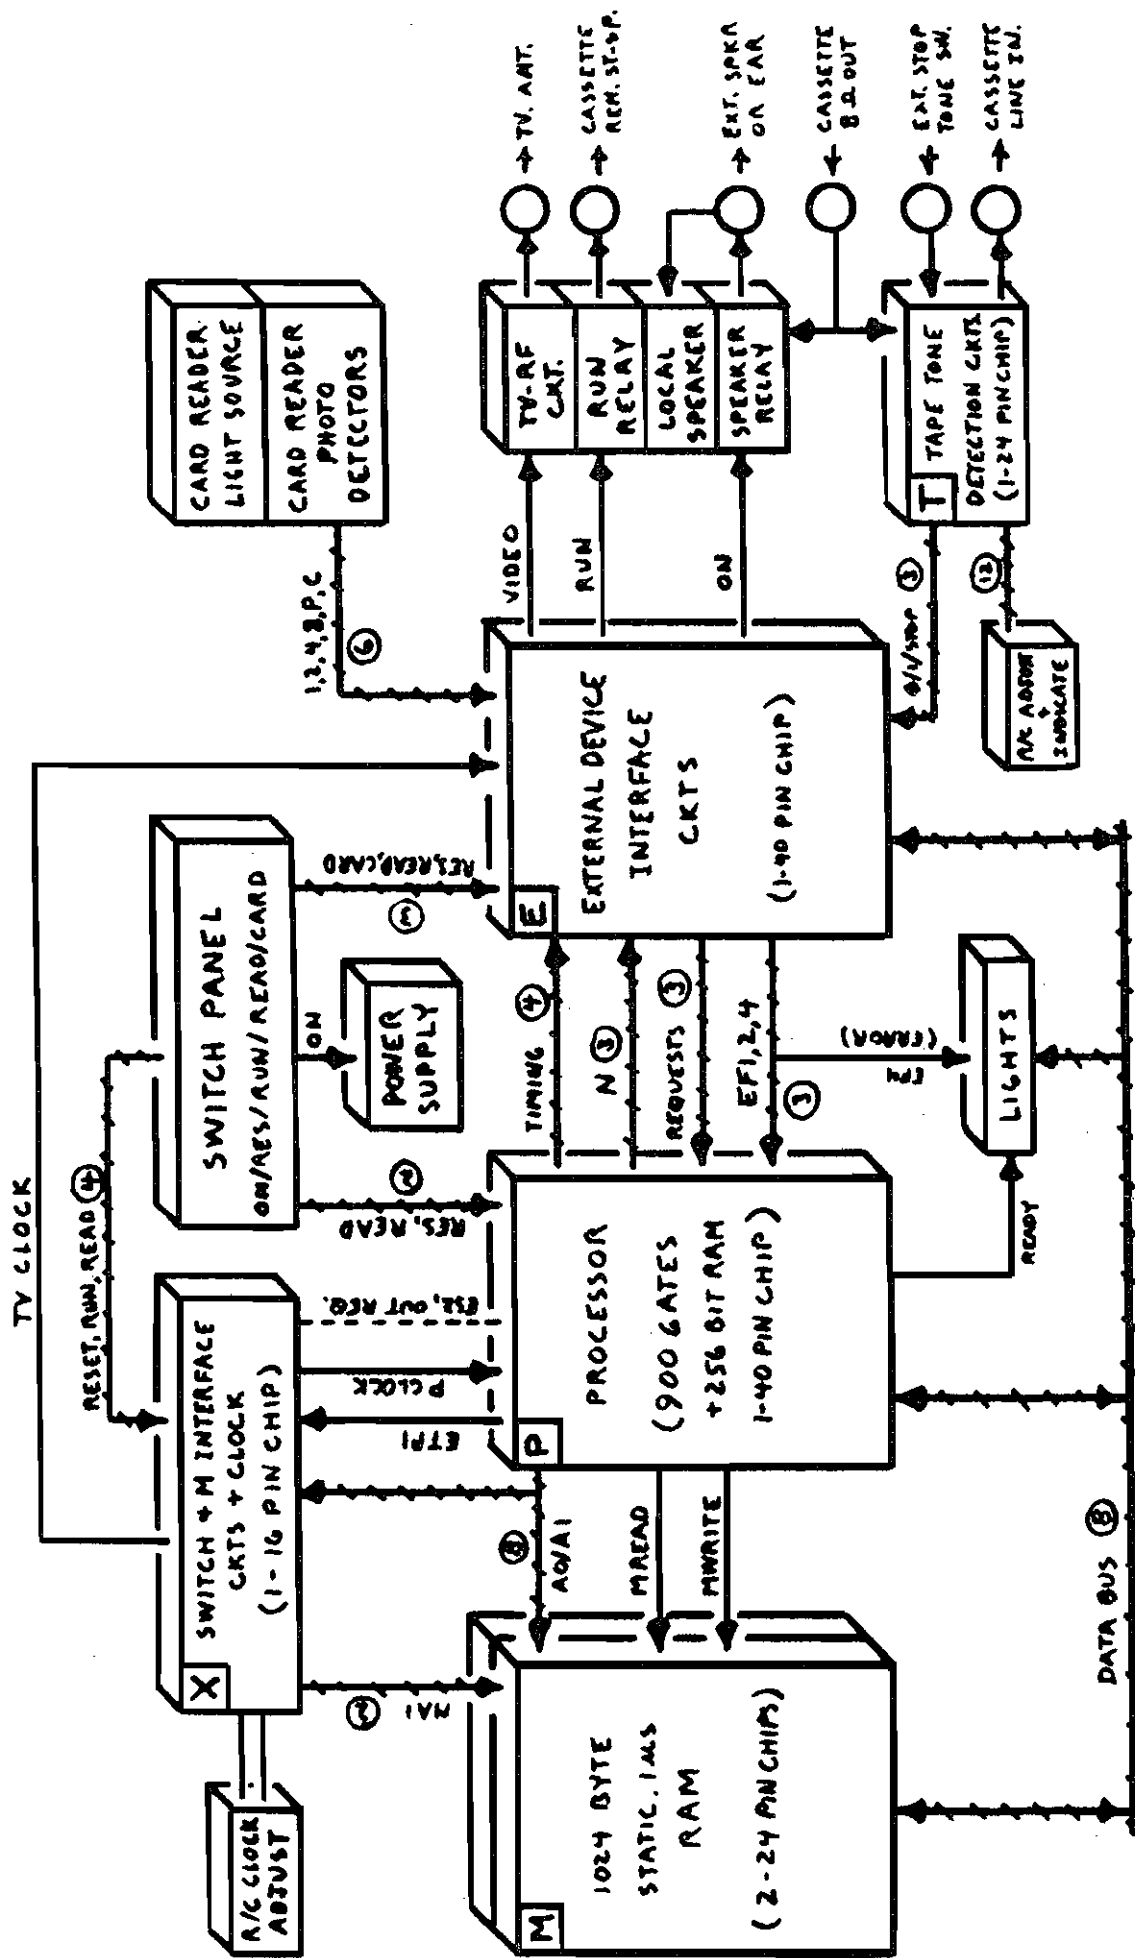 TV CLOCK
R/C CLOCK
ADJUST
X
SWITCH + M INTERFACE
CKTS + CLOCK
(1-16 PIN CHIP)
RESET, RUN, READ 4
SWITCH PANEL
ON/RES/RUN/READ/CARD
ON
POWER
SUPPLY
CARD READER
LIGHT SOURCE
CARD READER
PHOTO
DETECTORS
1,2,4,8,P,C
6
MA1
2
ETP1
P CLOCK
ES2, OUT REQ.
RES, READ
2
RES, READ, CARD
3
M
1024 BYTE
STATIC, 1MS
RAM
(2-24 PIN CHIPS)
8
A0/A1
MREAD
MWRITE
P
PROCESSOR
(900 GATES
+256 BIT RAM
1-40 PIN CHIP)
TIMING 4
N 3
REQUESTS 3
EF1,2,4
3
EF4
(ERROR)
READY
LIGHTS
E
EXTERNAL DEVICE
INTERFACE
CKTS
(1-40 PIN CHIP)
VIDEO
RUN
ON
TV-RF
CKT.
RUN
RELAY
LOCAL
SPEAKER
SPEAKER
RELAY
→ TV. ANT.
→ CASSETTE
REM. ST-SP.
→ EXT. SPKR
OR EAR
← CASSETTE
8Ω OUT
← EXT. STOP
TONE SW.
→ CASSETTE
LINE IN.
T
TAPE TONE
DETECTION CKTS.
(1-24 PIN CHIP)
0/1/STOP 3
12
R/C ADJUST
+
INDICATE
DATA BUS 8